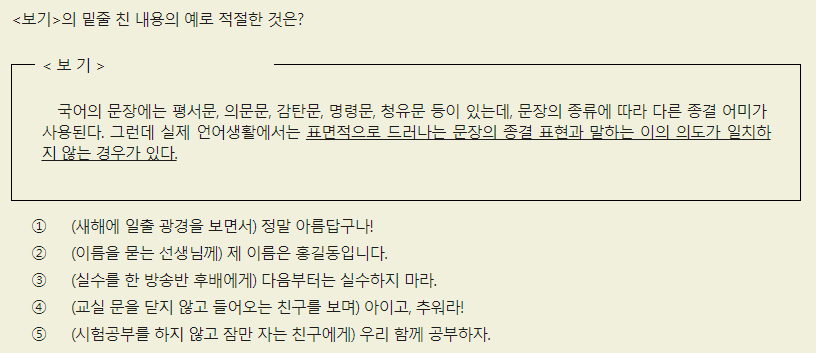 <보기>의 밑줄 친 내용의 예로 적절한 것은?
< 보 기 >
국어의 문장에는 평서문, 의문문, 감탄문, 명령문, 청유문 등이 있는데, 문장의 종류에 따라 다른 종결 어미가
사용된다. 그런데 실제 언어생활에서는 표면적으로 드러나는 문장의 종결 표현과 말하는 이의 의도가 일치하
지 않는 경우가 있다.
① (새해에 일출 광경을 보면서) 정말 아름답구나!
② (이름을 묻는 선생님께) 제 이름은 홍길동입니다.
③ (실수를 한 방송반 후배에게) 다음부터는 실수하지 마라.
④ (교실 문을 닫지 않고 들어오는 친구를 보며) 아이고, 추워라!
⑤ (시험공부를 하지 않고 잠만 자는 친구에게) 우리 함께 공부하자.